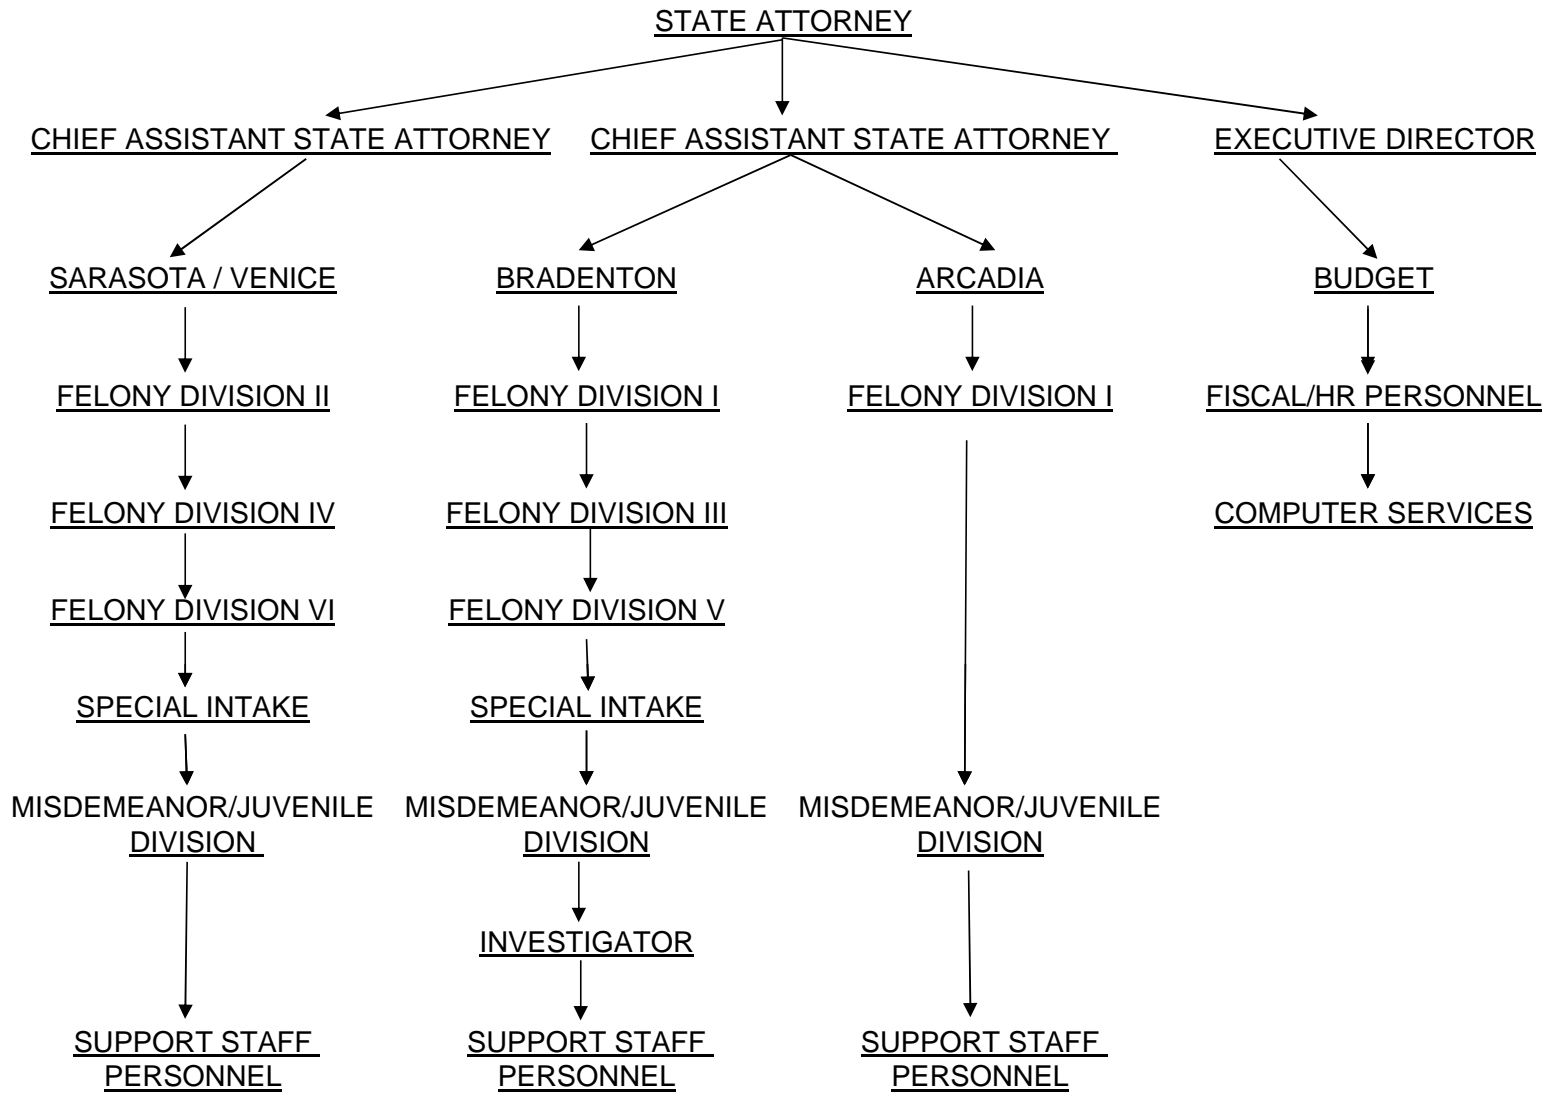 STATE ATTORNEY
CHIEF ASSISTANT STATE ATTORNEY
CHIEF ASSISTANT STATE ATTORNEY
EXECUTIVE DIRECTOR
SARASOTA / VENICE
BRADENTON
ARCADIA
BUDGET
FELONY DIVISION II
FELONY DIVISION I
FELONY DIVISION I
FISCAL/HR PERSONNEL
FELONY DIVISION IV
FELONY DIVISION III
COMPUTER SERVICES
FELONY DIVISION VI
FELONY DIVISION V
SPECIAL INTAKE
SPECIAL INTAKE
MISDEMEANOR/JUVENILE
DIVISION
MISDEMEANOR/JUVENILE
DIVISION
MISDEMEANOR/JUVENILE
DIVISION
INVESTIGATOR
SUPPORT STAFF
PERSONNEL
SUPPORT STAFF
PERSONNEL
SUPPORT STAFF
PERSONNEL